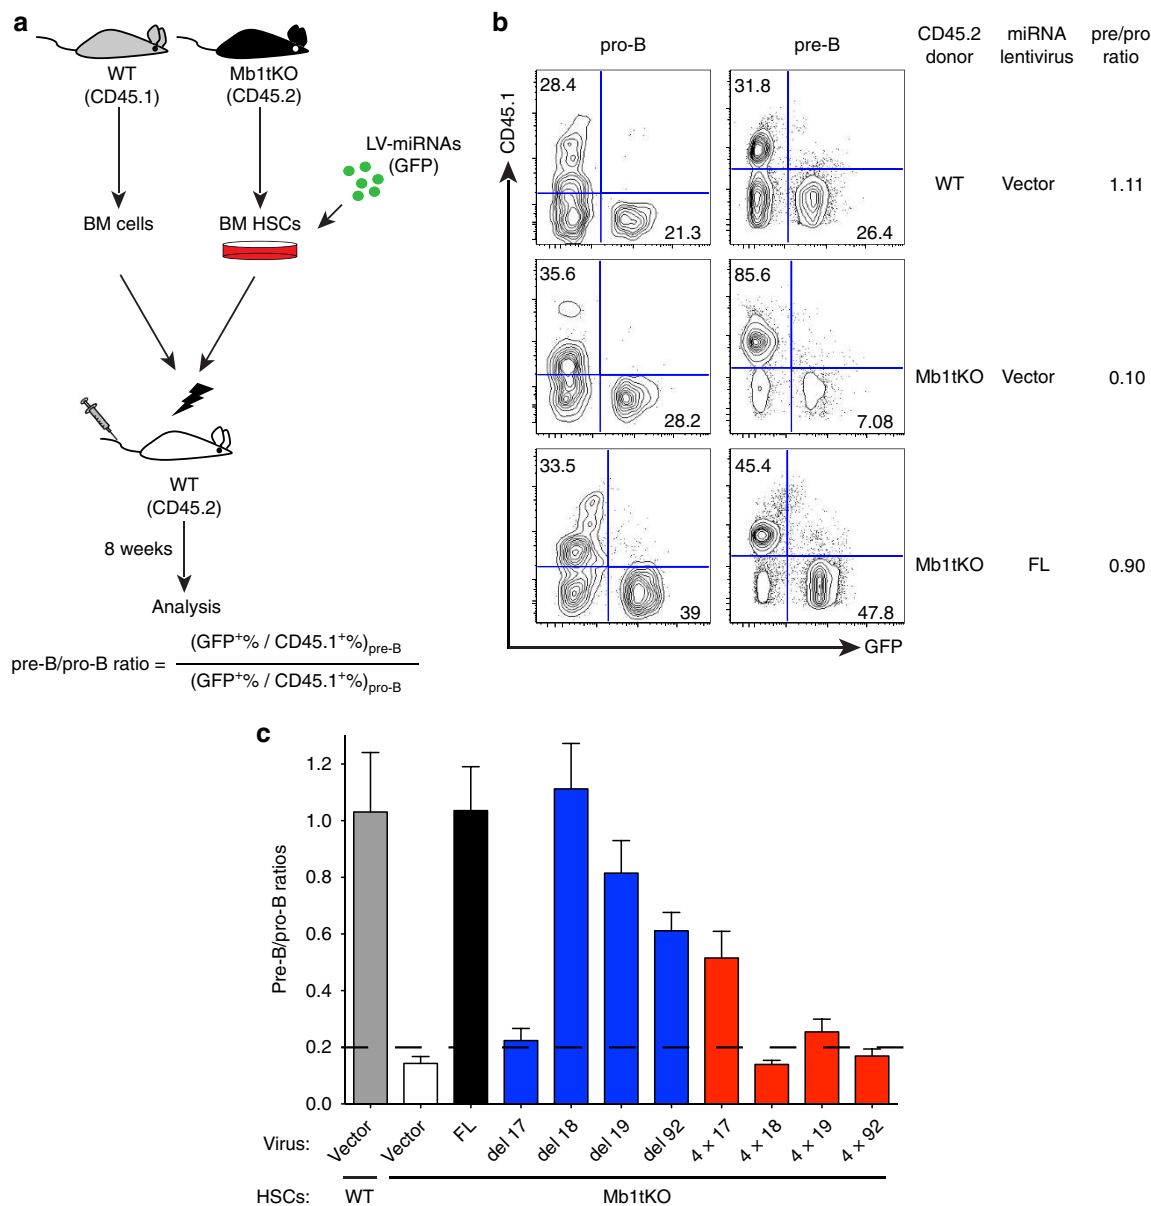 a
WT
(CD45.1)
Mb1tKO
(CD45.2)
LV-miRNAs
(GFP)
BM cells
BM HSCs
WT
(CD45.2)
8 weeks
Analysis
pre-B/pro-B ratio = (GFP⁺% / CD45.1⁺%)pre-B
(GFP⁺% / CD45.1⁺%)pro-B
b
pro-B
pre-B
CD45.2
donor
miRNA
lentivirus
pre/pro
ratio
CD45.1
28.4
21.3
31.8
26.4
WT
Vector
1.11
35.6
28.2
85.6
7.08
Mb1tKO
Vector
0.10
33.5
39
45.4
47.8
Mb1tKO
FL
0.90
GFP
c
Pre-B/pro-B ratios
1.2
1.0
0.8
0.6
0.4
0.2
0.0
Virus:
Vector
Vector
FL
del 17
del 18
del 19
del 92
4 × 17
4 × 18
4 × 19
4 × 92
HSCs:
WT
Mb1tKO